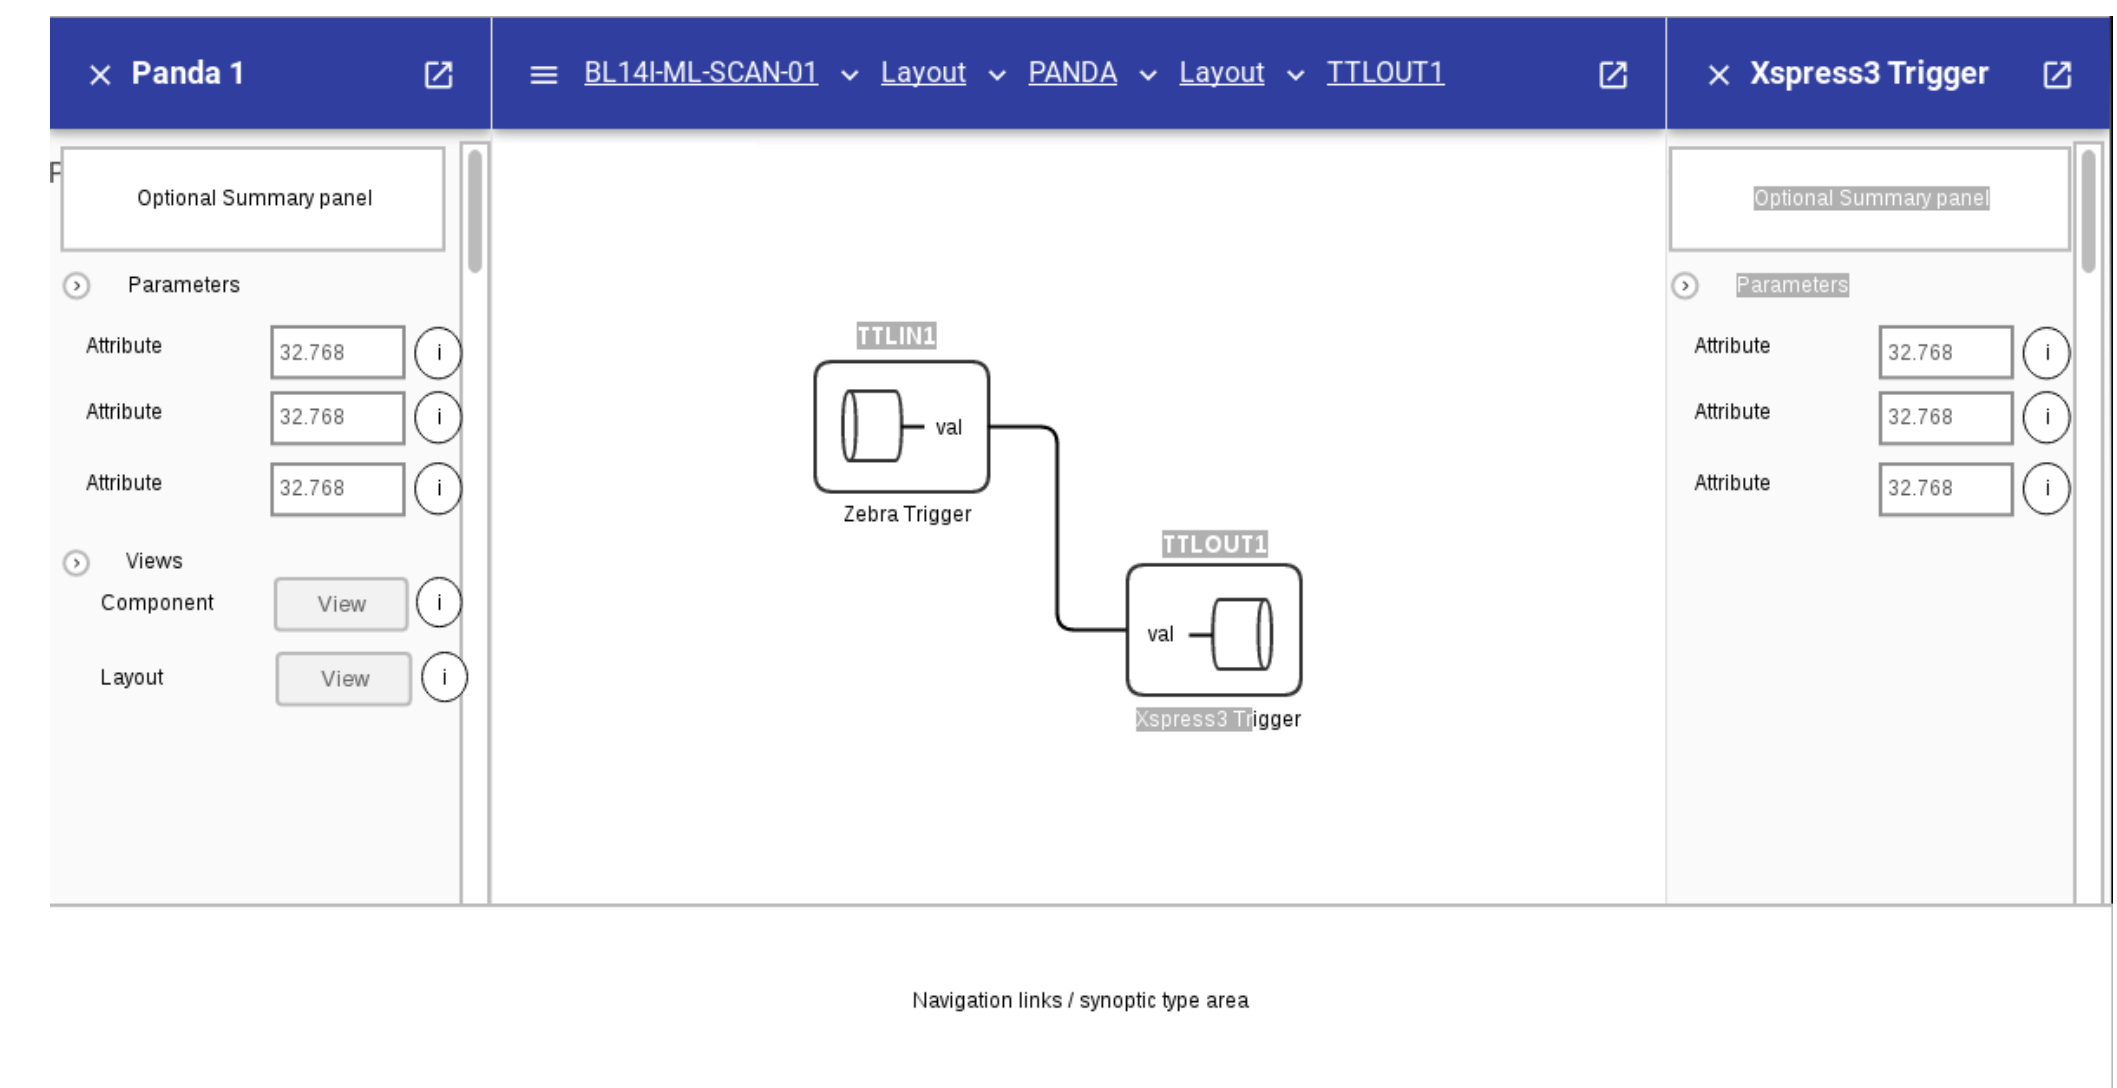 Panda 1
BL14I-ML-SCAN-01 Layout PANDA Layout TTLOUT1
Xspress3 Trigger
P
Optional Summary panel
Parameters
Attribute 32.768 i
Attribute 32.768 i
Attribute 32.768 i
Views
Component View i
Layout View i
TTLIN1
val
Zebra Trigger
TTLOUT1
val
Xspress3 Trigger
Optional Summary panel
Parameters
Attribute 32.768 i
Attribute 32.768 i
Attribute 32.768 i
Navigation links / synoptic type area